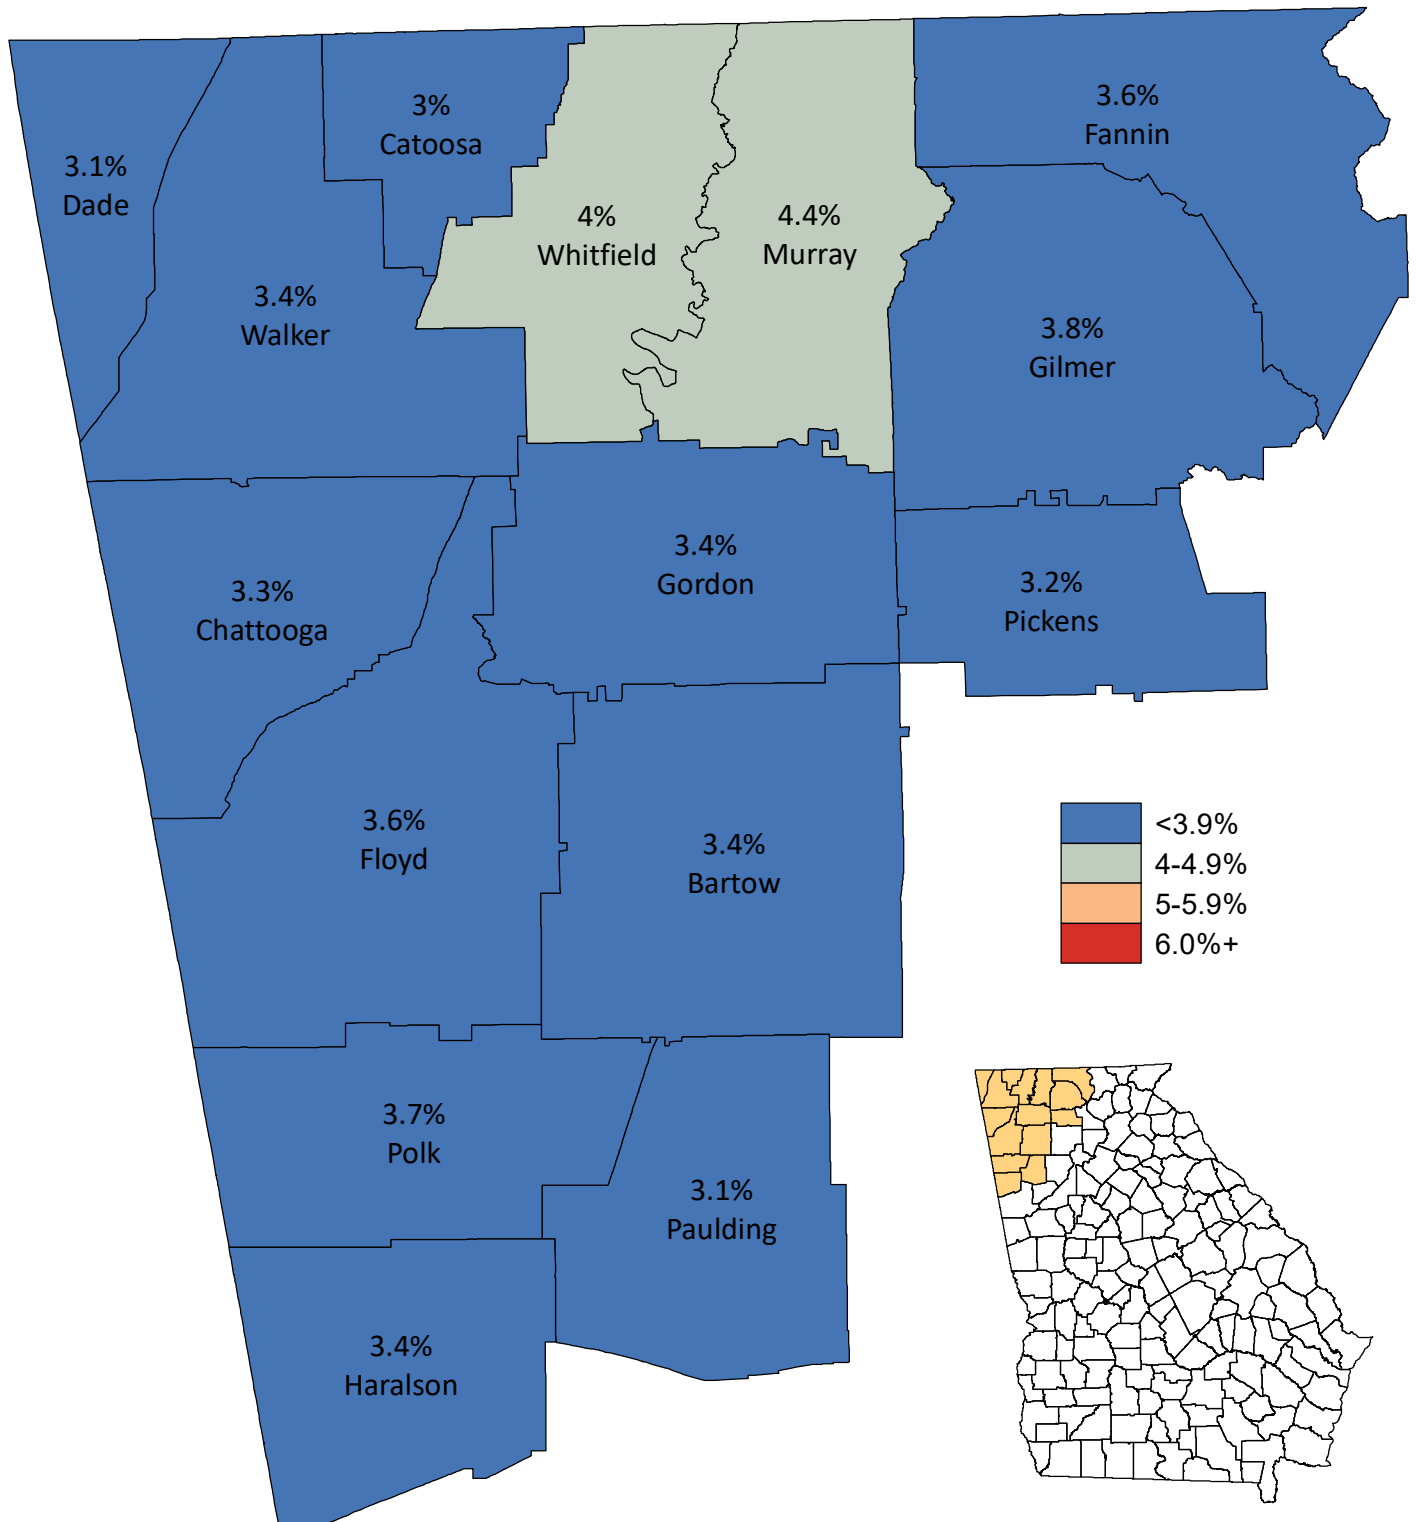 3.6%
Fannin
3%
Catoosa
3.1%
Dade
4%
Whitfield
4.4%
Murray
3.4%
Walker
3.8%
Gilmer
3.4%
Gordon
3.2%
Pickens
3.3%
Chattooga
3.6%
Floyd
3.4%
Bartow
<3.9%
4-4.9%
5-5.9%
6.0%+
3.7%
Polk
3.1%
Paulding
3.4%
Haralson